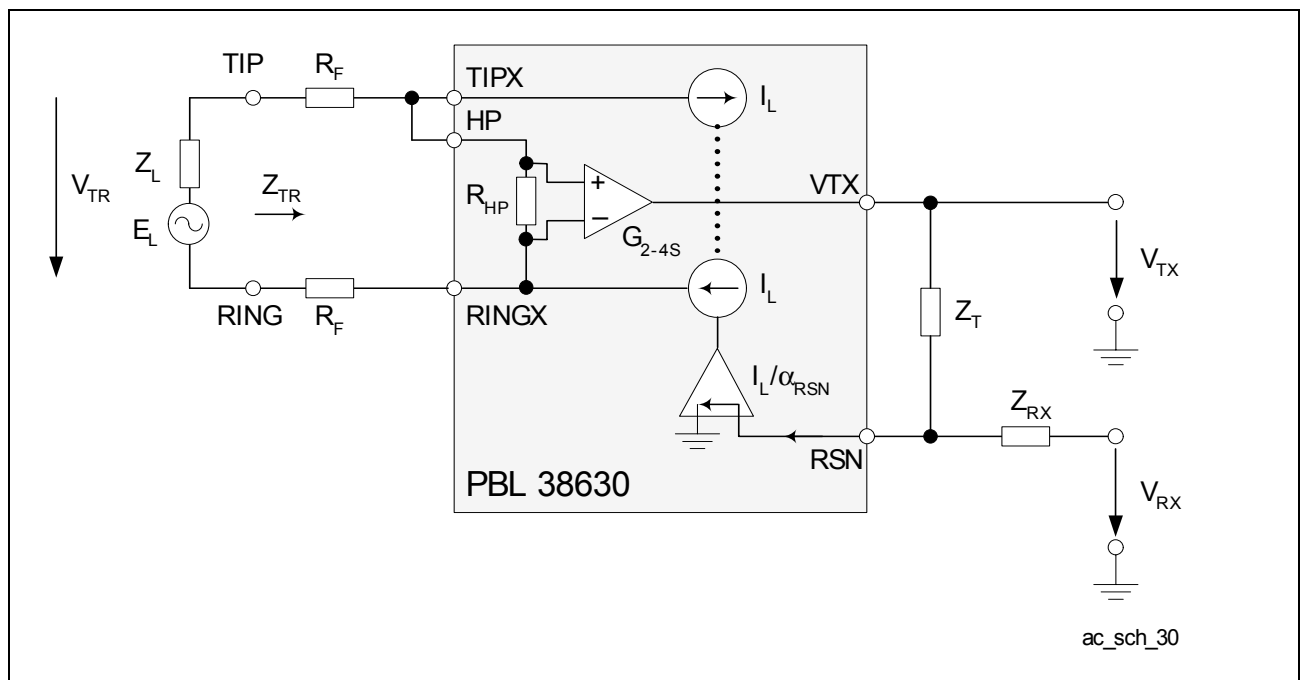 TIP
R_F
TIPX
I_L
HP
Z_L
V_TR
Z_TR
E_L
R_HP
+
−
G_2-4S
VTX
V_TX
RING
R_F
RINGX
I_L
Z_T
I_L/α_RSN
Z_RX
RSN
V_RX
PBL 38630
ac_sch_30